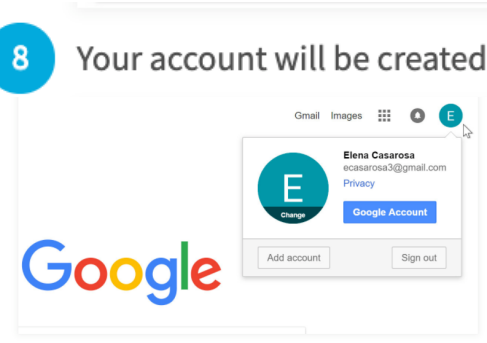 8 Your account will be created
Gmail Images E
Elena Casarosa
ecasarosa3@gmail.com
Privacy
E
Change
Google Account
Add account Sign out
Google